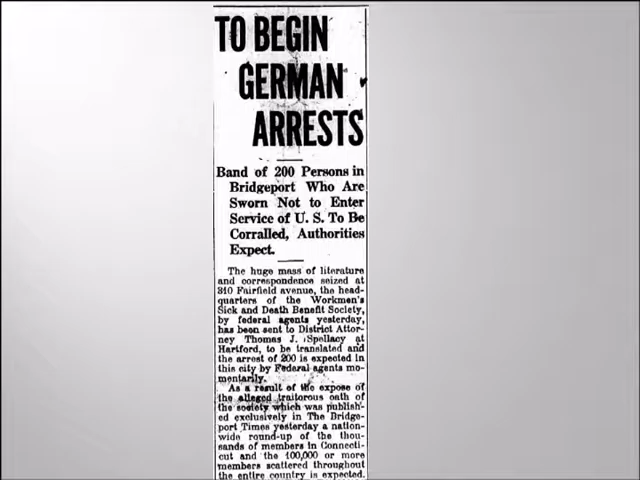 TO BEGIN
GERMAN
ARRESTS
Band of 200 Persons in
Bridgeport Who Are
Sworn Not to Enter
Service of U. S. To Be
Corralled, Authorities
Expect.
The huge mass of literature
and correspondence seized at
310 Fairfield avenue, the head-
quarters of the Workmen's
Sick and Death Benefit Society,
by federal agents yesterday,
has been sent to District Attor-
ney Thomas J. Spellacy at
Hartford, to be translated and
the arrest of 200 is expected in
this city by Federal agents mo-
mentarily.
As a result of the expose of
the alleged traitorous oath of
the society which was publish-
ed exclusively in The Bridge-
port Times yesterday a nation-
wide round-up of the thou-
sands of members in Connecti-
cut and the 100,000 or more
members scattered throughout
the entire country is expected.